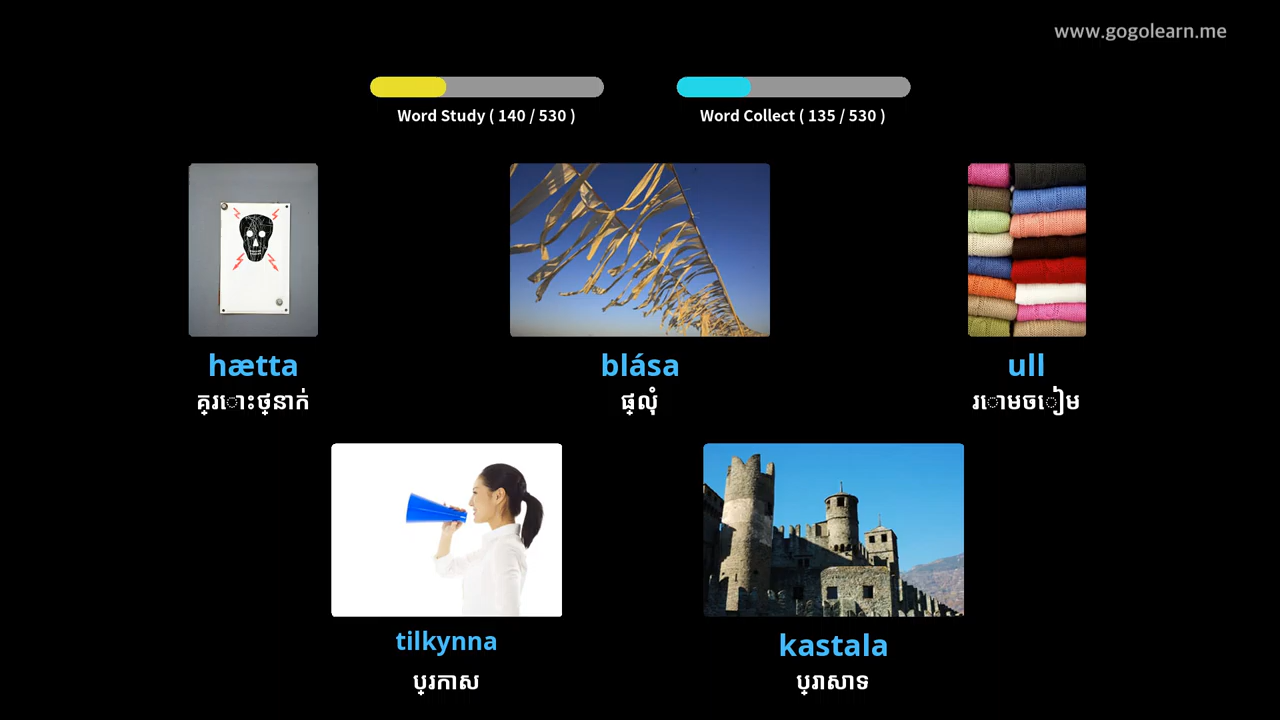 www.gogolearn.me
Word Study ( 140 / 530 )
Word Collect ( 135 / 530 )
hætta
គ្រោះថ្នាក់
blása
ផ្លុំ
ull
រោមចៀម
tilkynna
ប្រកាស
kastala
ប្រាសាទ